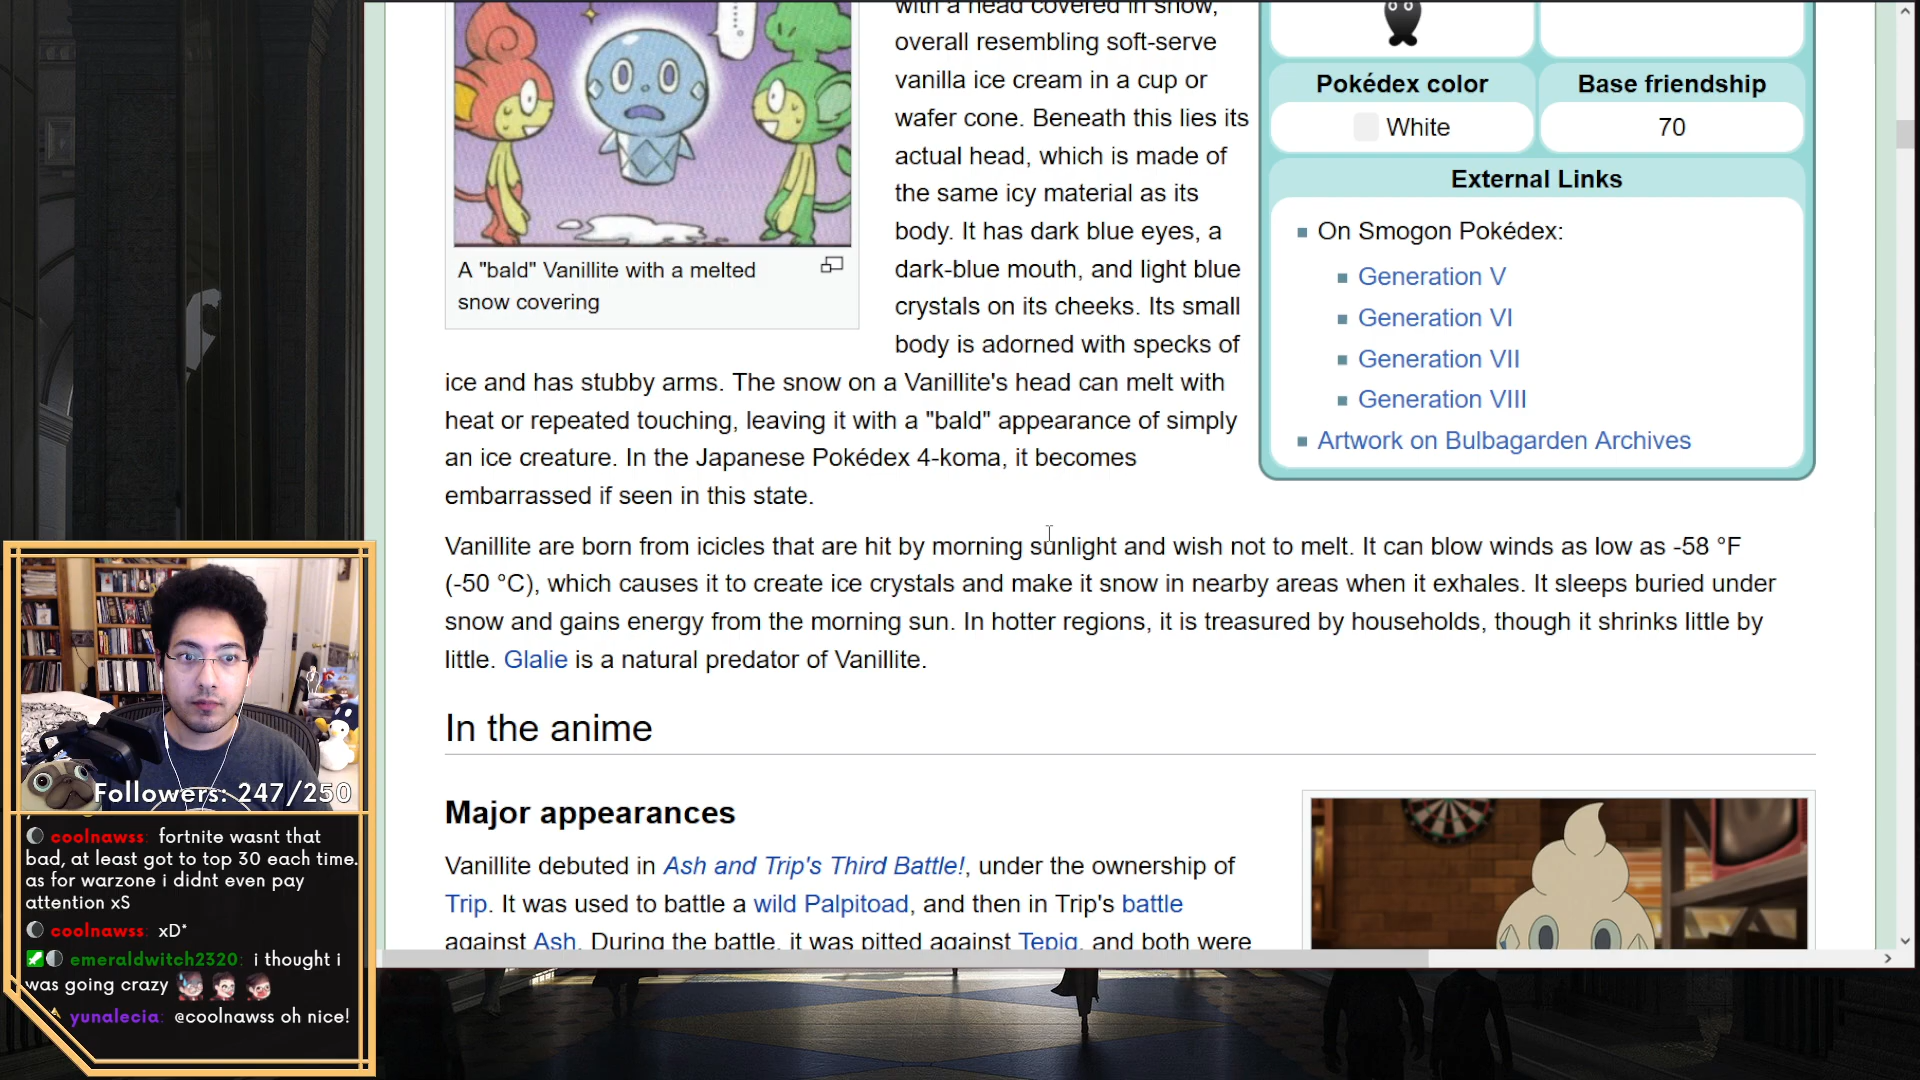 with a head covered in snow,
overall resembling soft-serve
vanilla ice cream in a cup or
wafer cone. Beneath this lies its
actual head, which is made of
the same icy material as its
body. It has dark blue eyes, a
dark-blue mouth, and light blue
crystals on its cheeks. Its small
body is adorned with specks of
A "bald" Vanillite with a melted
snow covering
ice and has stubby arms. The snow on a Vanillite's head can melt with
heat or repeated touching, leaving it with a "bald" appearance of simply
an ice creature. In the Japanese Pokédex 4-koma, it becomes
embarrassed if seen in this state.
Pokédex color
White
Base friendship
70
External Links
On Smogon Pokédex:
Generation V
Generation VI
Generation VII
Generation VIII
Artwork on Bulbagarden Archives
Vanillite are born from icicles that are hit by morning sunlight and wish not to melt. It can blow winds as low as -58 °F
(-50 °C), which causes it to create ice crystals and make it snow in nearby areas when it exhales. It sleeps buried under
snow and gains energy from the morning sun. In hotter regions, it is treasured by households, though it shrinks little by
little. Glalie is a natural predator of Vanillite.
In the anime
Major appearances
Vanillite debuted in Ash and Trip's Third Battle!, under the ownership of
Trip. It was used to battle a wild Palpitoad, and then in Trip's battle
against Ash. During the battle, it was pitted against Tepig, and both were
Followers: 247/250
coolnawss: fortnite wasnt that
bad, at least got to top 30 each time.
as for warzone i didnt even pay
attention xS
coolnawss: xD*
emeraldwitch2320: i thought i
was going crazy
yunalecia: @coolnawss oh nice!